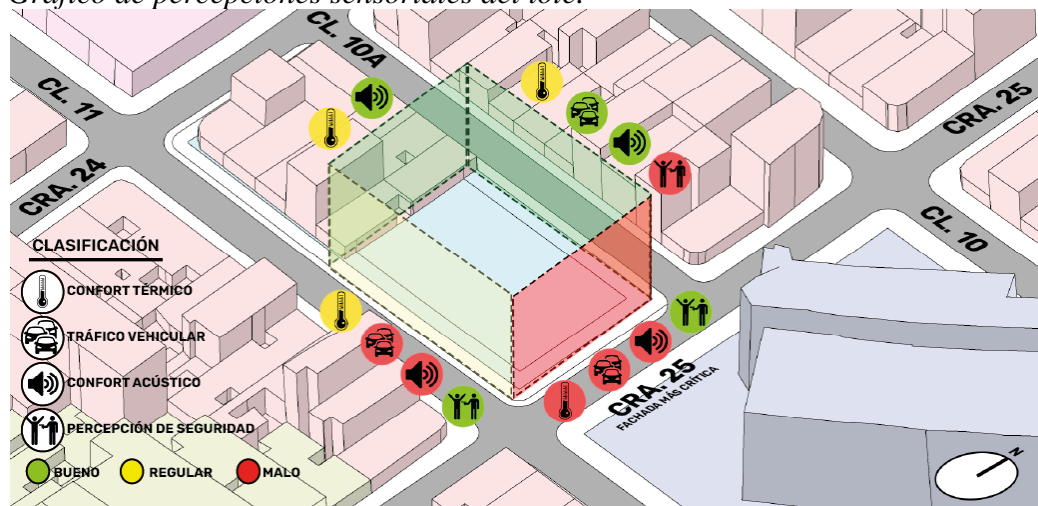 Gráfico de percepciones sensoriales del lote.
CL. 10A
CL. 11
CRA. 25
CRA. 24
CL. 10
CLASIFICACIÓN
CONFORT TÉRMICO
TRÁFICO VEHICULAR
CONFORT ACÚSTICO
PERCEPCIÓN DE SEGURIDAD
BUENO
REGULAR
MALO
CRA. 25
FACHADA MÁS CRÍTICA
N